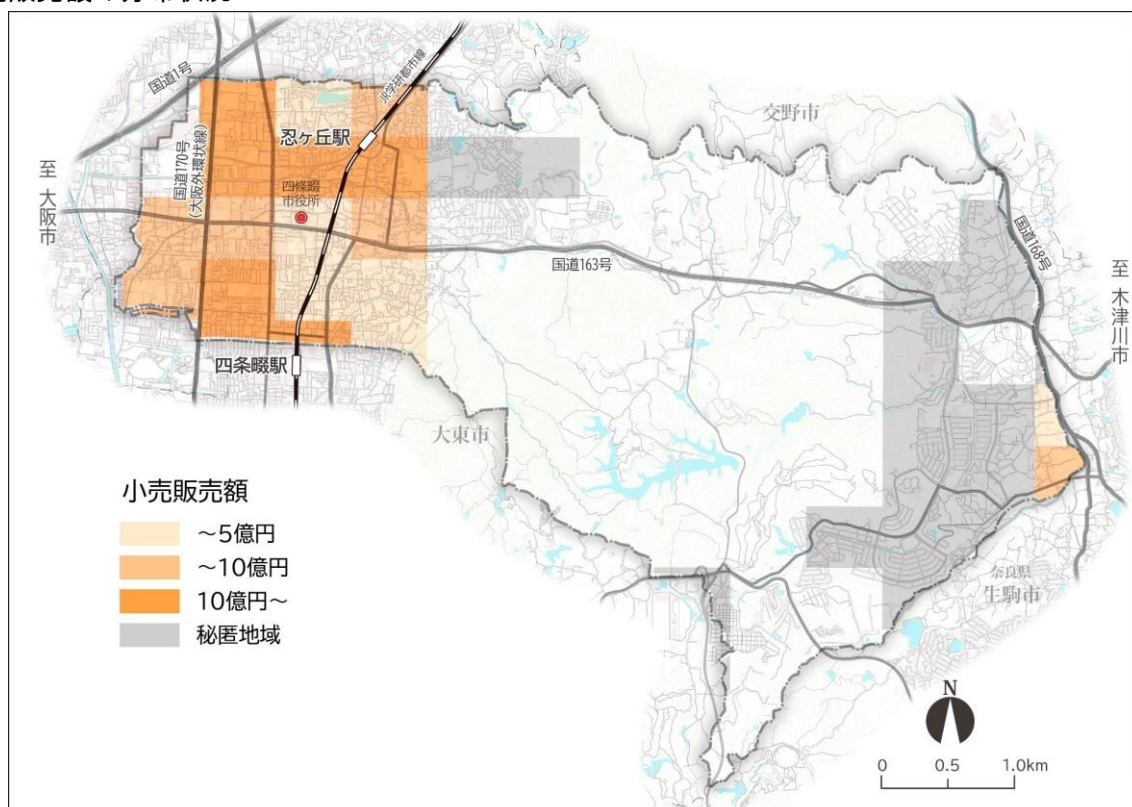 国道1号
JR学研都市線
交野市
忍ケ丘駅
至 大阪市
国道170号
(大阪外環状線)
四條畷
市役所
国道168号
国道163号
至 木津川市
四条畷駅
大東市
小売販売額
~5億円
~10億円
10億円~
秘匿地域
奈良県
生駒市
N
0 0.5 1.0km